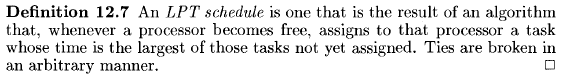 Definition 12.7 An LPT schedule is one that is the result of an algorithm
that, whenever a processor becomes free, assigns to that processor a task
whose time is the largest of those tasks not yet assigned. Ties are broken in
an arbitrary manner. □